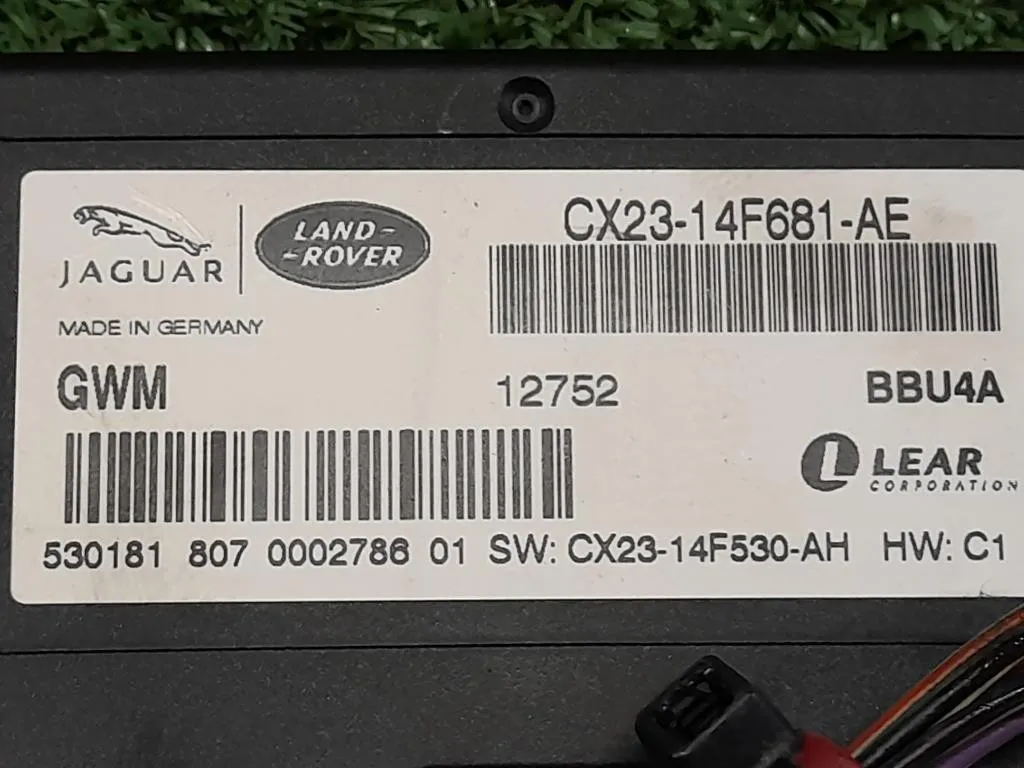 JAGUAR
LAND-
-ROVER
CX23-14F681-AE
MADE IN GERMANY
GWM 12752 BBU4A
L LEAR
CORPORATION
530181 807 0002786 01 SW: CX23-14F530-AH HW: C1